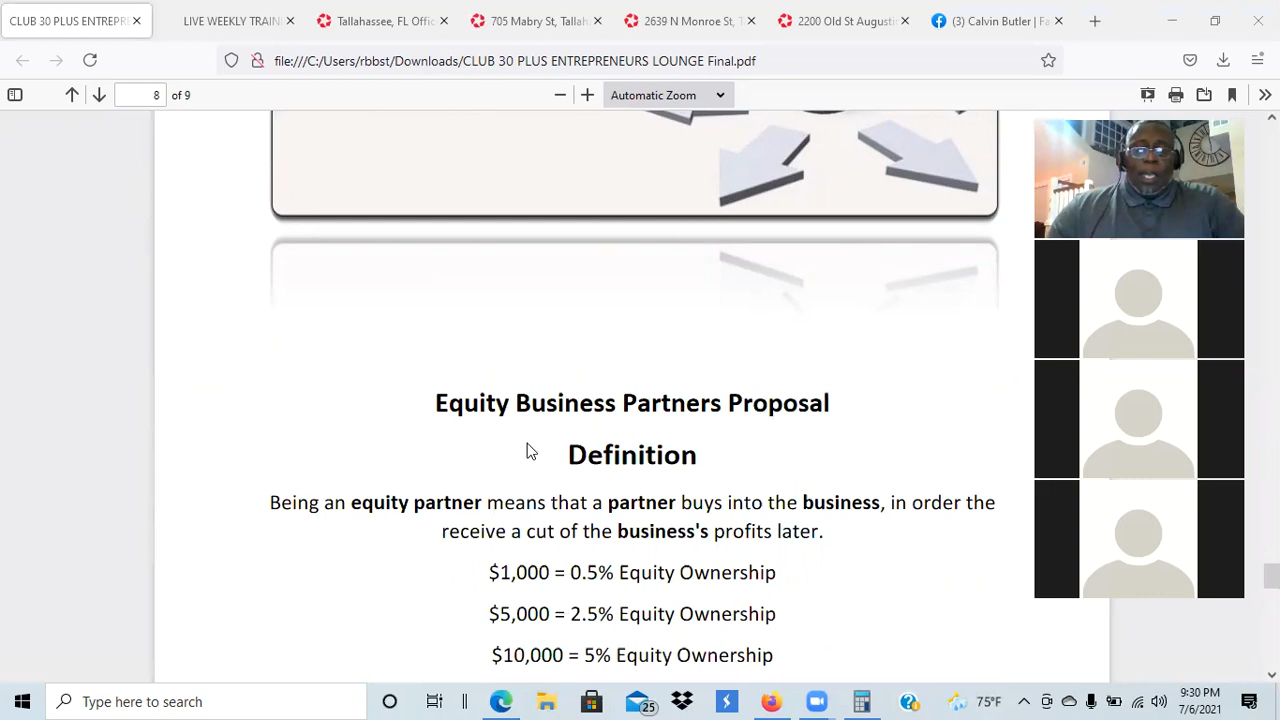 CLUB 30 PLUS ENTREPRE
LIVE WEEKLY TRAIN
Tallahassee, FL Offic
705 Mabry St, Tallah
2639 N Monroe St, T
2200 Old St Augusti
(3) Calvin Butler | Fa
file:///C:/Users/rbbst/Downloads/CLUB 30 PLUS ENTREPRENEURS LOUNGE Final.pdf
8 of 9
Automatic Zoom
Equity Business Partners Proposal
Definition
Being an equity partner means that a partner buys into the business, in order the
receive a cut of the business's profits later.
$1,000 = 0.5% Equity Ownership
$5,000 = 2.5% Equity Ownership
$10,000 = 5% Equity Ownership
Type here to search
25
75°F
9:30 PM
7/6/2021